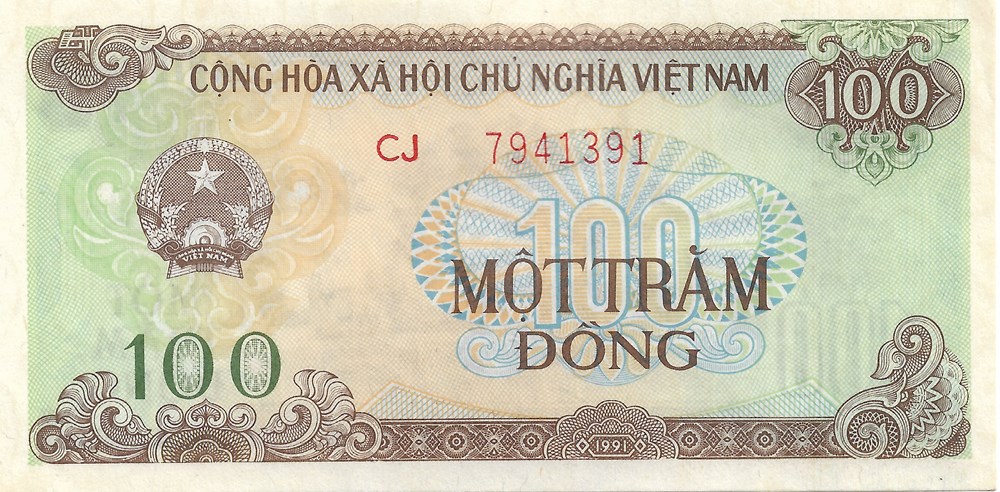 CỘNG HÒA XÃ HỘI CHỦ NGHĨA VIỆT NAM
100
CJ 7941391
100
VIỆT NAM
MỘT TRĂM
ĐỒNG
100
1991